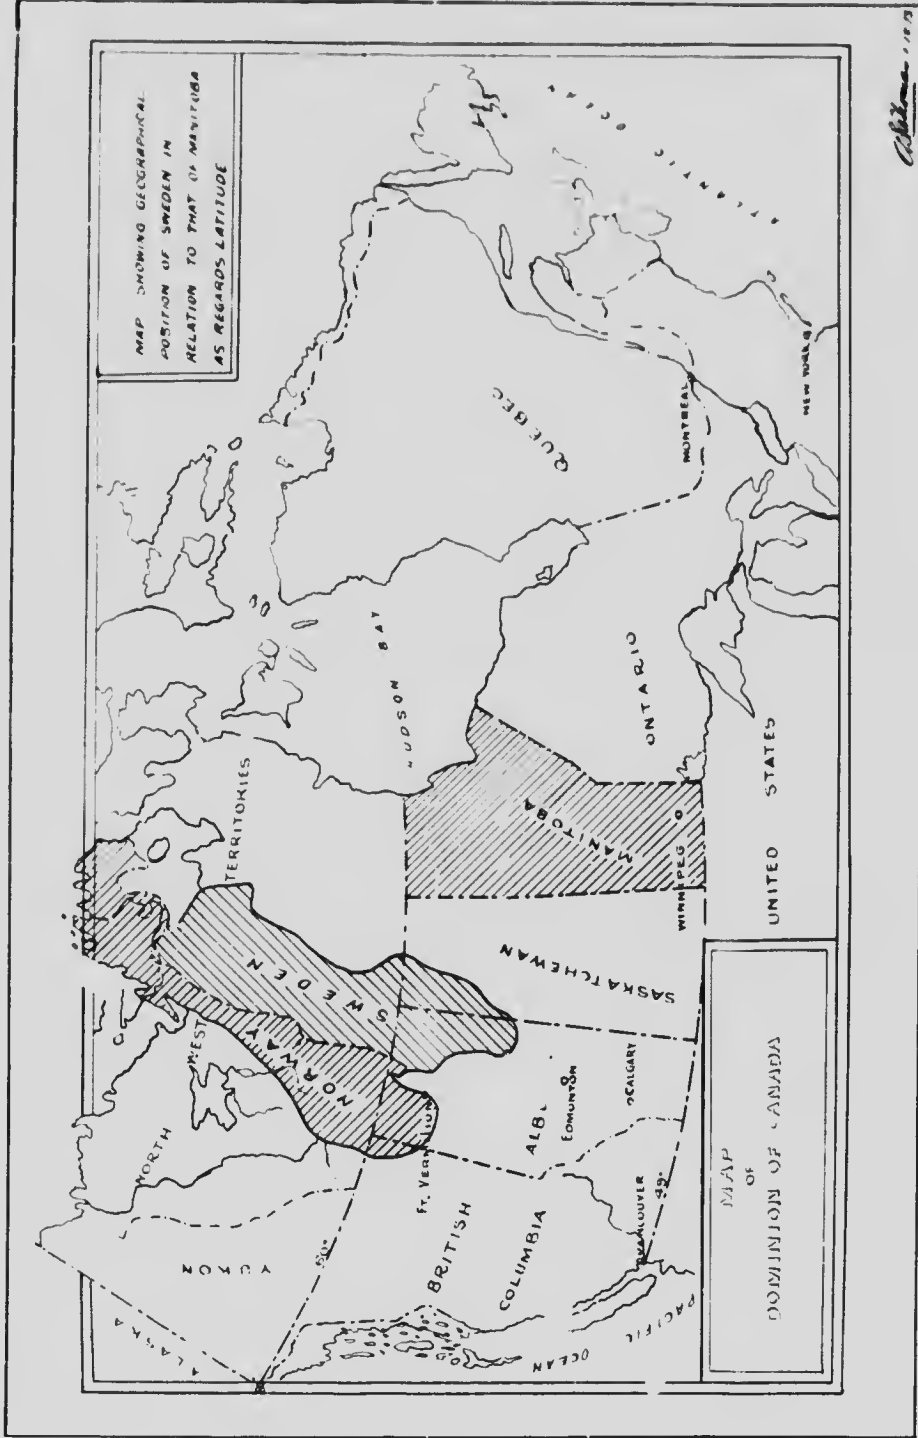 MAP SHOWING GEOGRAPHICAL
POSITION OF SWEDEN IN
RELATION TO THAT OF MANITOBA
AS REGARDS LATITUDE
ALASKA
YUKON
NORTH
WEST
TERRITORIES
NORWAY
SWEDEN
60°
BRITISH
COLUMBIA
ALB.
EDMONTON
CALGARY
VANCOUVER
49°
PACIFIC
OCEAN
SASKATCHEWAN
MANITOBA
WINNIPEG
HUDSON BAY
ONTARIO
QUEBEC
MONTREAL
NEW YORK
ATLANTIC
OCEAN
UNITED STATES
MAP
OF
DOMINION OF CANADA